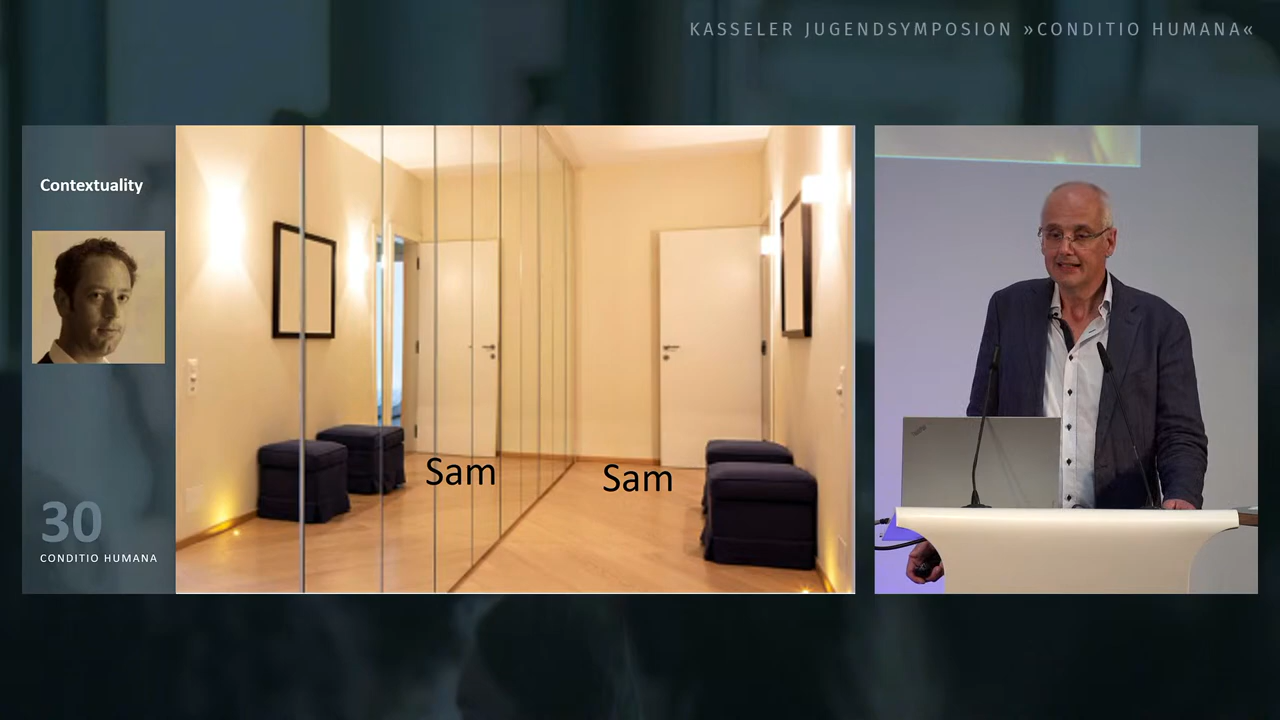 KASSELER JUGENDSYMPOSION »CONDITIO HUMANA«
Contextuality
Sam
Sam
30
CONDITIO HUMANA